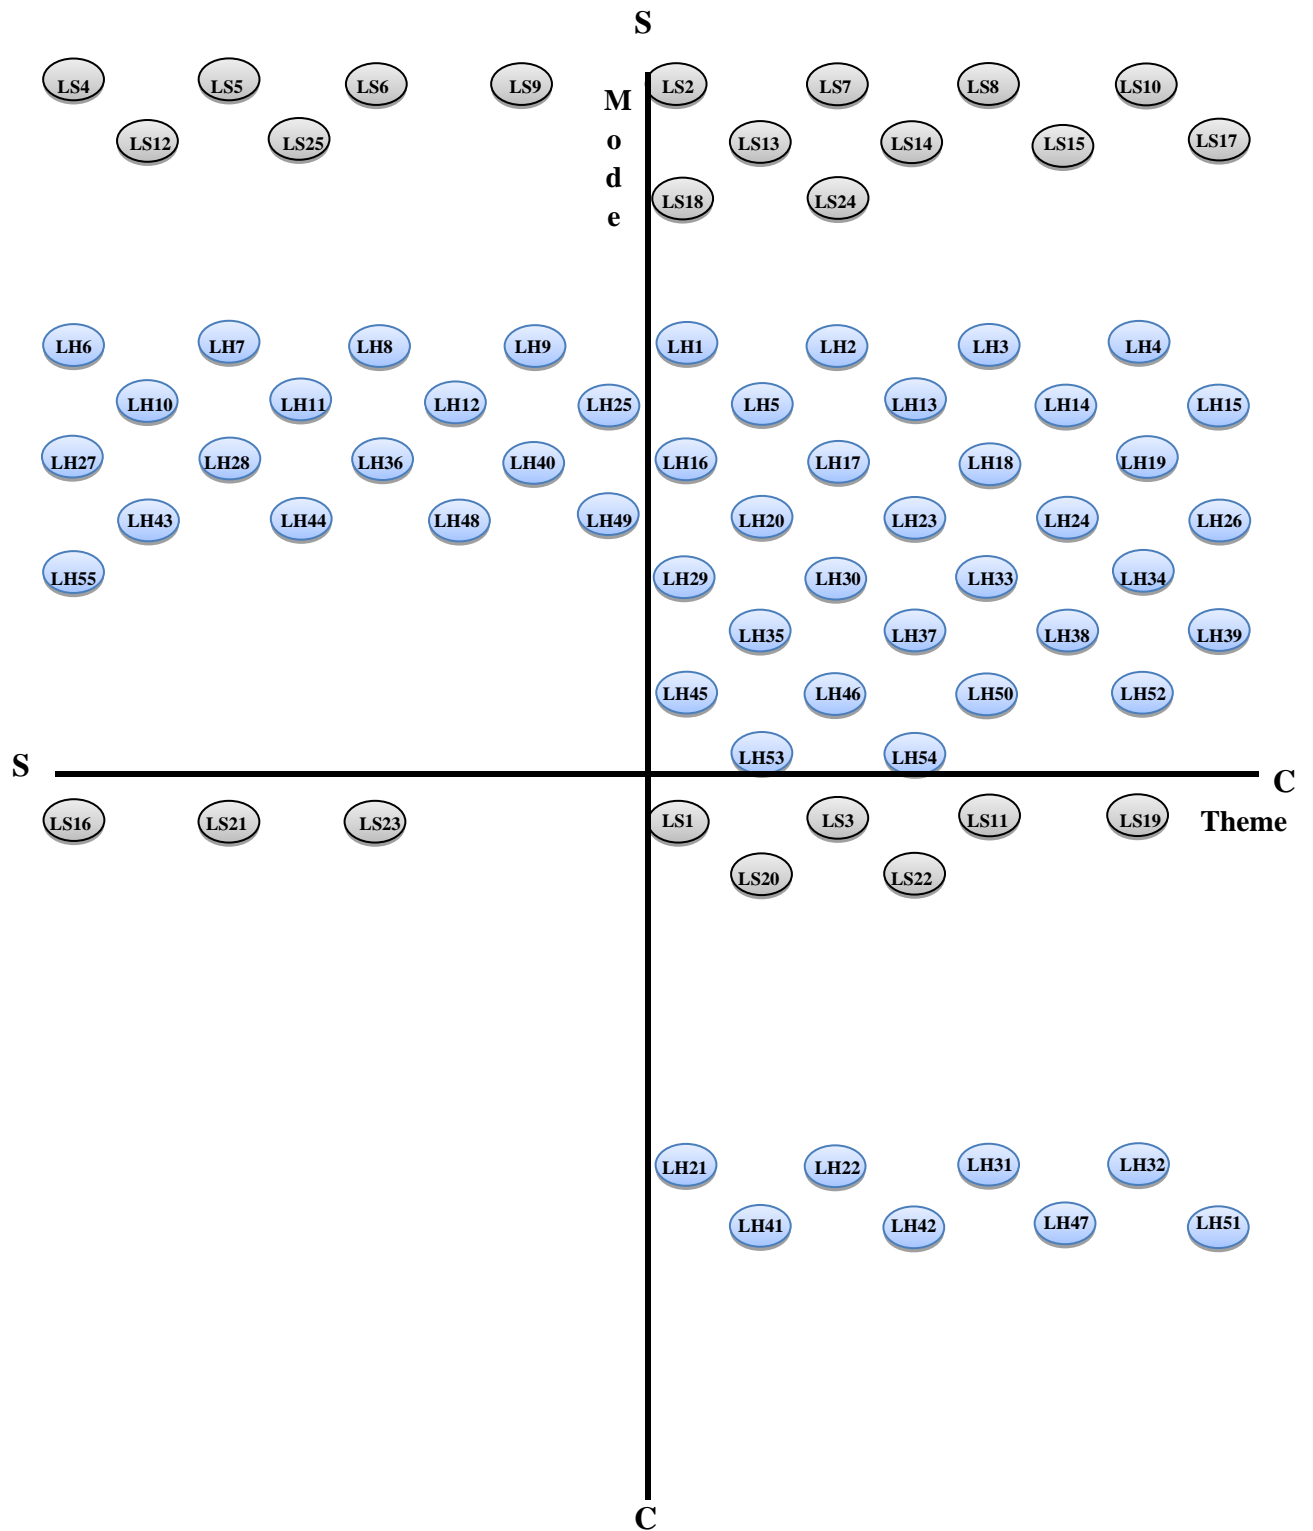 S
LS4 LS5 LS6 LS9 LS2 LS7 LS8 LS10
M
LS12 LS25 LS13 LS14 LS15 LS17
o
d
LS18 LS24
e
LH6 LH7 LH8 LH9 LH1 LH2 LH3 LH4
LH10 LH11 LH12 LH25 LH5 LH13 LH14 LH15
LH27 LH28 LH36 LH40 LH16 LH17 LH18 LH19
LH43 LH44 LH48 LH49 LH20 LH23 LH24 LH26
LH55 LH29 LH30 LH33 LH34
LH35 LH37 LH38 LH39
LH45 LH46 LH50 LH52
LH53 LH54
S
C
LS16 LS21 LS23 LS1 LS3 LS11 LS19 Theme
LS20 LS22
LH21 LH22 LH31 LH32
LH41 LH42 LH47 LH51
C